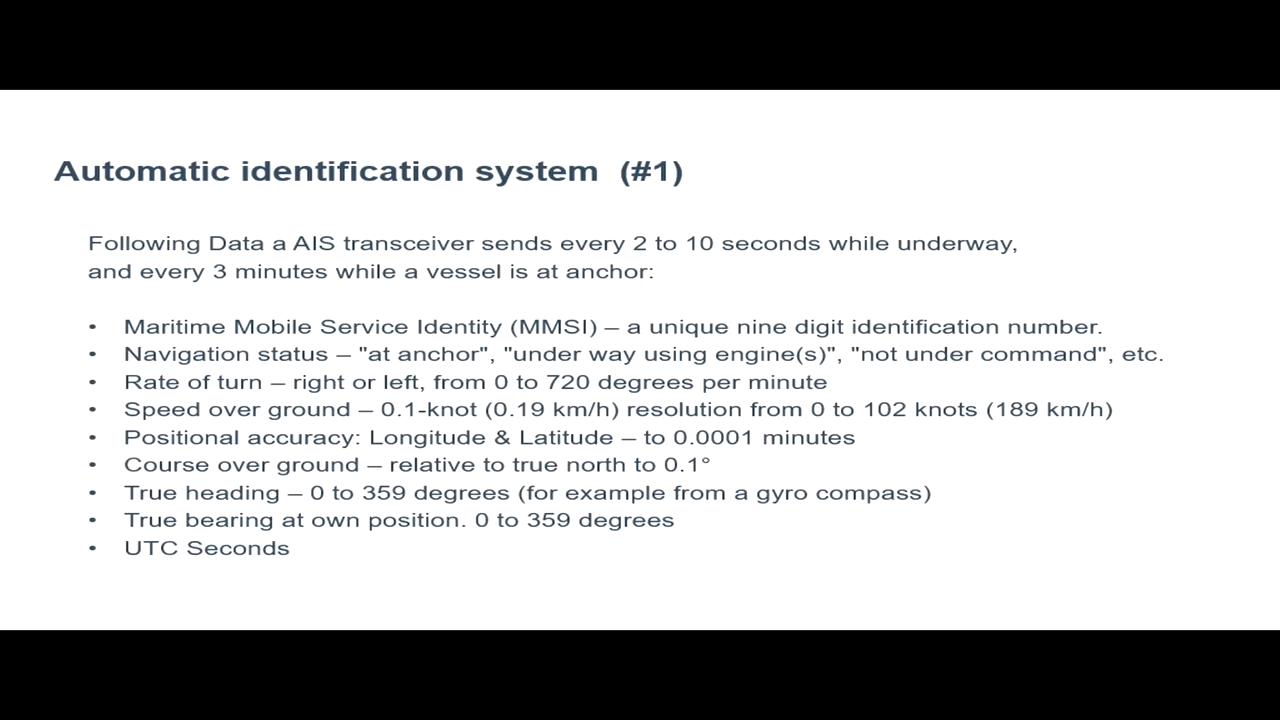 Automatic identification system (#1)
Following Data a AIS transceiver sends every 2 to 10 seconds while underway,
and every 3 minutes while a vessel is at anchor:
• Maritime Mobile Service Identity (MMSI) – a unique nine digit identification number.
• Navigation status – "at anchor", "under way using engine(s)", "not under command", etc.
• Rate of turn – right or left, from 0 to 720 degrees per minute
• Speed over ground – 0.1-knot (0.19 km/h) resolution from 0 to 102 knots (189 km/h)
• Positional accuracy: Longitude & Latitude – to 0.0001 minutes
• Course over ground – relative to true north to 0.1°
• True heading – 0 to 359 degrees (for example from a gyro compass)
• True bearing at own position. 0 to 359 degrees
• UTC Seconds